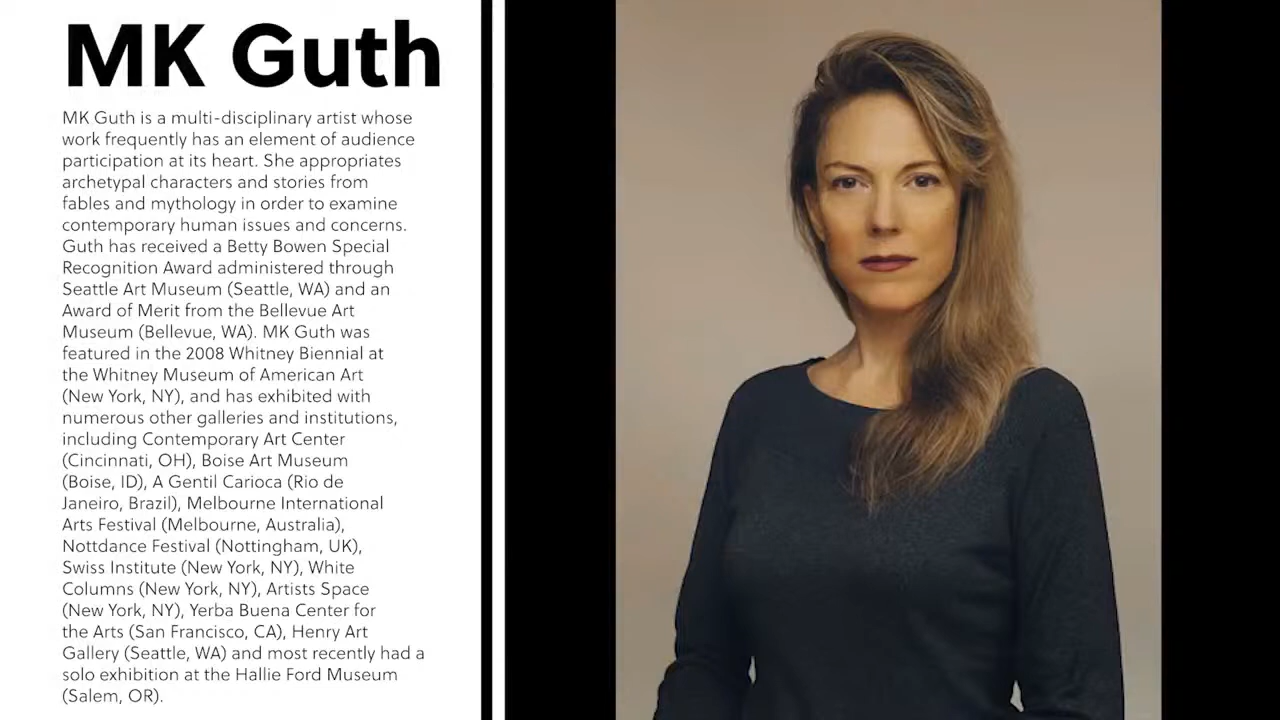 MK Guth
MK Guth is a multi-disciplinary artist whose
work frequently has an element of audience
participation at its heart. She appropriates
archetypal characters and stories from
fables and mythology in order to examine
contemporary human issues and concerns.
Guth has received a Betty Bowen Special
Recognition Award administered through
Seattle Art Museum (Seattle, WA) and an
Award of Merit from the Bellevue Art
Museum (Bellevue, WA). MK Guth was
featured in the 2008 Whitney Biennial at
the Whitney Museum of American Art
(New York, NY), and has exhibited with
numerous other galleries and institutions,
including Contemporary Art Center
(Cincinnati, OH), Boise Art Museum
(Boise, ID), A Gentil Carioca (Rio de
Janeiro, Brazil), Melbourne International
Arts Festival (Melbourne, Australia),
Nottdance Festival (Nottingham, UK),
Swiss Institute (New York, NY), White
Columns (New York, NY), Artists Space
(New York, NY), Yerba Buena Center for
the Arts (San Francisco, CA), Henry Art
Gallery (Seattle, WA) and most recently had a
solo exhibition at the Hallie Ford Museum
(Salem, OR).